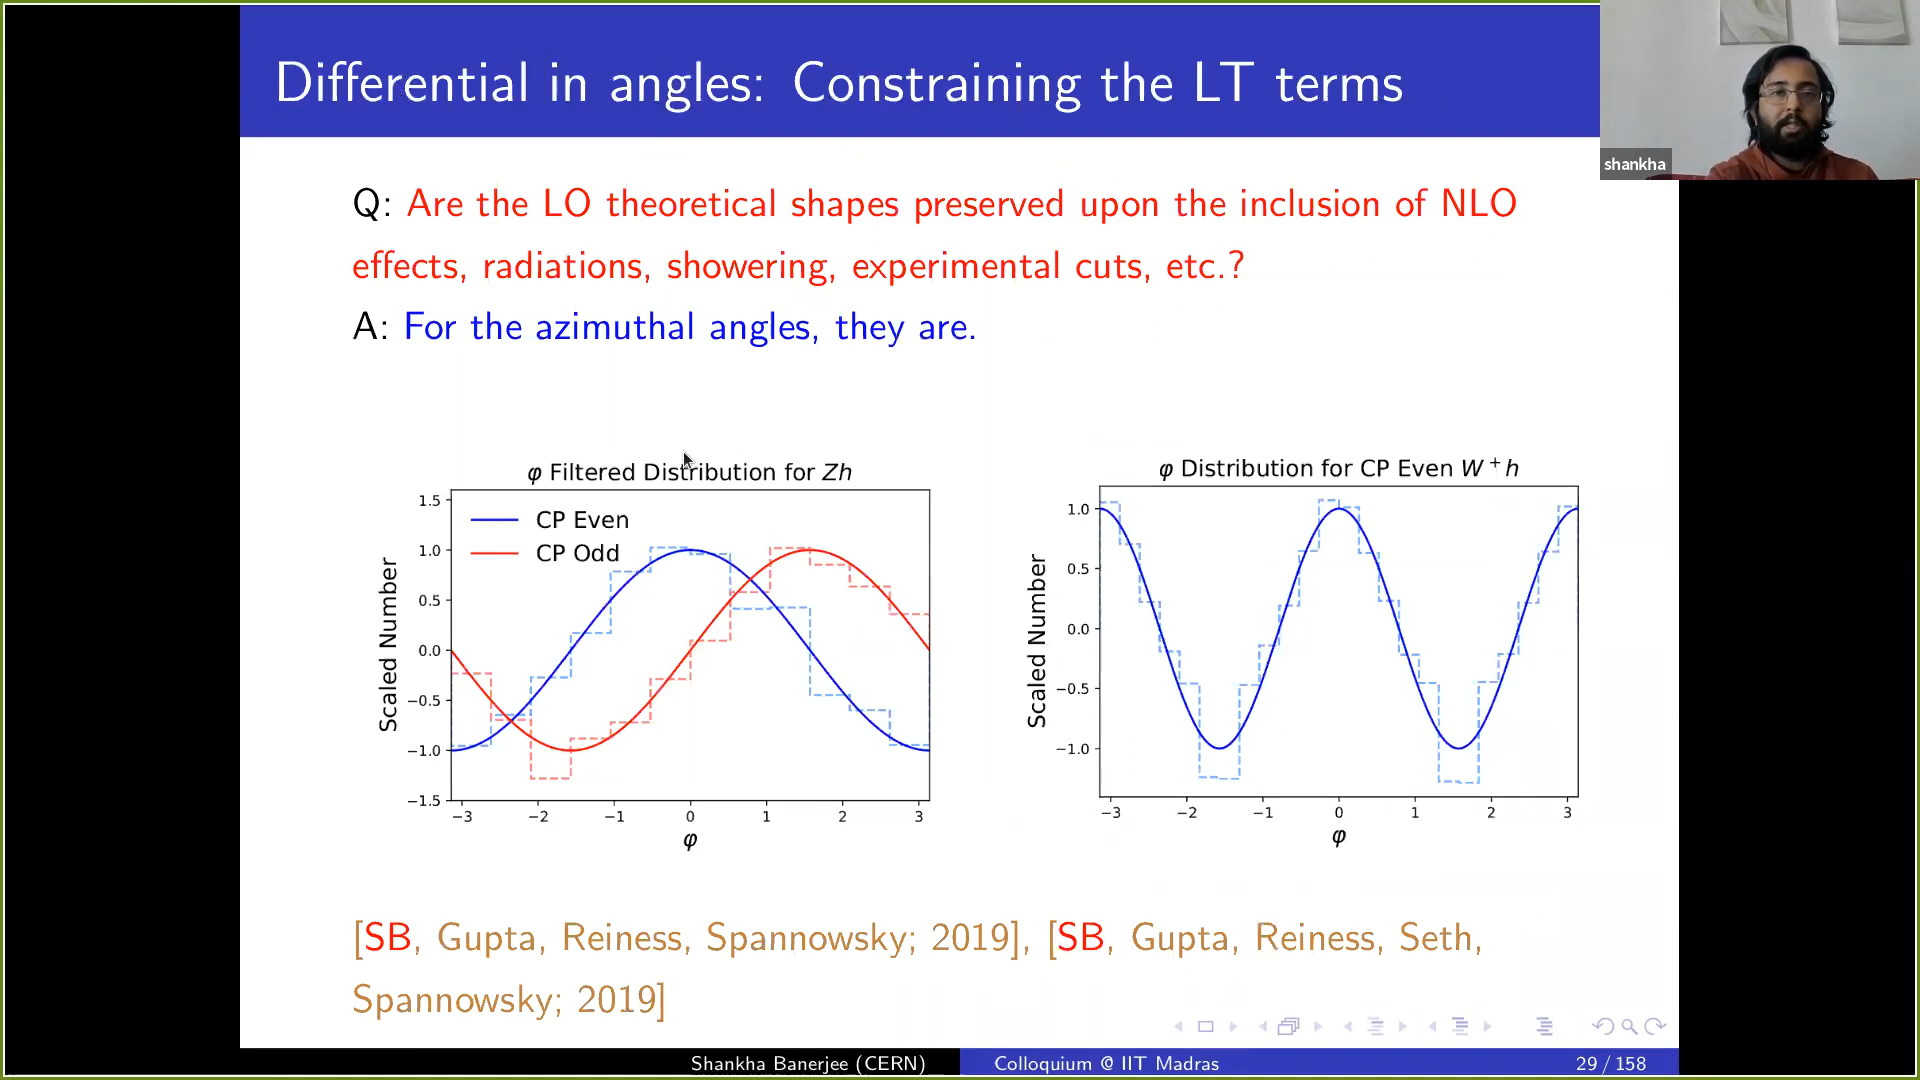 Differential in angles: Constraining the LT terms
shankha
Q: Are the LO theoretical shapes preserved upon the inclusion of NLO
effects, radiations, showering, experimental cuts, etc.?
A: For the azimuthal angles, they are.
φ Filtered Distribution for Zh
CP Even
CP Odd
Scaled Number
1.5
1.0
0.5
0.0
−0.5
−1.0
−1.5
−3 −2 −1 0 1 2 3
φ
φ Distribution for CP Even W⁺h
Scaled Number
1.0
0.5
0.0
−0.5
−1.0
−3 −2 −1 0 1 2 3
φ
[SB, Gupta, Reiness, Spannowsky; 2019], [SB, Gupta, Reiness, Seth,
Spannowsky; 2019]
Shankha Banerjee (CERN) Colloquium @ IIT Madras 29 / 158